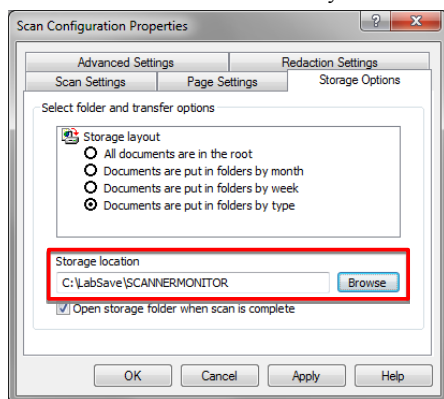 Scan Configuration Properties
Advanced Settings Redaction Settings
Scan Settings Page Settings Storage Options
Select folder and transfer options
Storage layout
All documents are in the root
Documents are put in folders by month
Documents are put in folders by week
Documents are put in folders by type
Storage location
C:\LabSave\SCANNERMONITOR Browse
Open storage folder when scan is complete
OK Cancel Apply Help